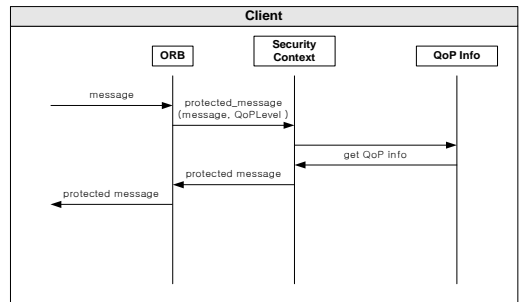 Client
ORB
Security
Context
QoP Info
message
protected_message
(message, QoPLevel )
get QoP info
protected message
protected message